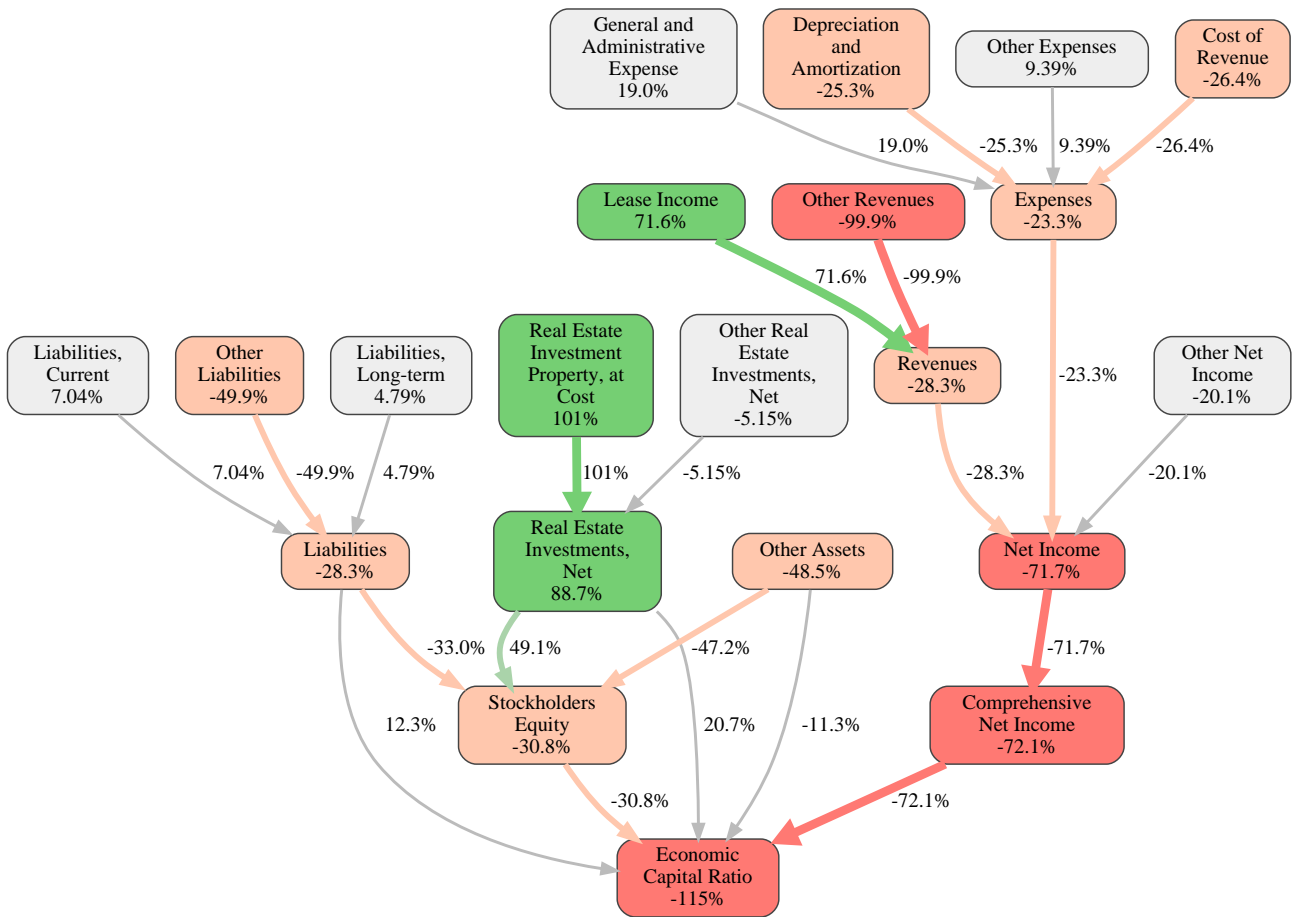 General and
Administrative
Expense
19.0%
Depreciation
and
Amortization
-25.3%
Other Expenses
9.39%
Cost of
Revenue
-26.4%
19.0%
-25.3%
9.39%
-26.4%
Lease Income
71.6%
Other Revenues
-99.9%
Expenses
-23.3%
71.6%
-99.9%
Liabilities,
Current
7.04%
Other
Liabilities
-49.9%
Liabilities,
Long-term
4.79%
Real Estate
Investment
Property, at
Cost
101%
Other Real
Estate
Investments,
Net
-5.15%
Revenues
-28.3%
-23.3%
Other Net
Income
-20.1%
7.04%
-49.9%
4.79%
101%
-5.15%
-28.3%
-20.1%
Liabilities
-28.3%
Real Estate
Investments,
Net
88.7%
Other Assets
-48.5%
Net Income
-71.7%
-33.0%
49.1%
-47.2%
-71.7%
12.3%
Stockholders
Equity
-30.8%
20.7%
-11.3%
Comprehensive
Net Income
-72.1%
-30.8%
-72.1%
Economic
Capital Ratio
-115%